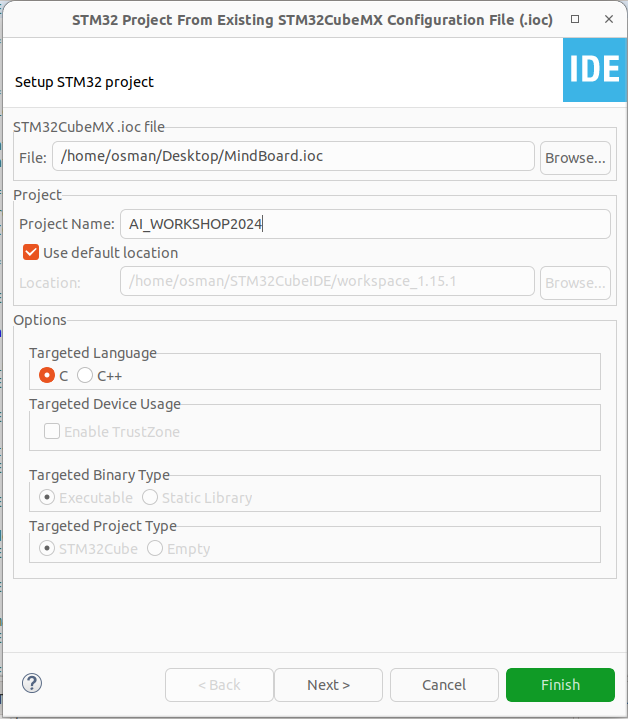 STM32 Project From Existing STM32CubeMX Configuration File (.ioc)
Setup STM32 project
IDE
STM32CubeMX .ioc file
File: /home/osman/Desktop/MindBoard.ioc Browse...
Project
Project Name: AI_WORKSHOP2024
Use default location
Location: /home/osman/STM32CubeIDE/workspace_1.15.1 Browse...
Options
Targeted Language
C C++
Targeted Device Usage
Enable TrustZone
Targeted Binary Type
Executable Static Library
Targeted Project Type
STM32Cube Empty
? < Back Next > Cancel Finish